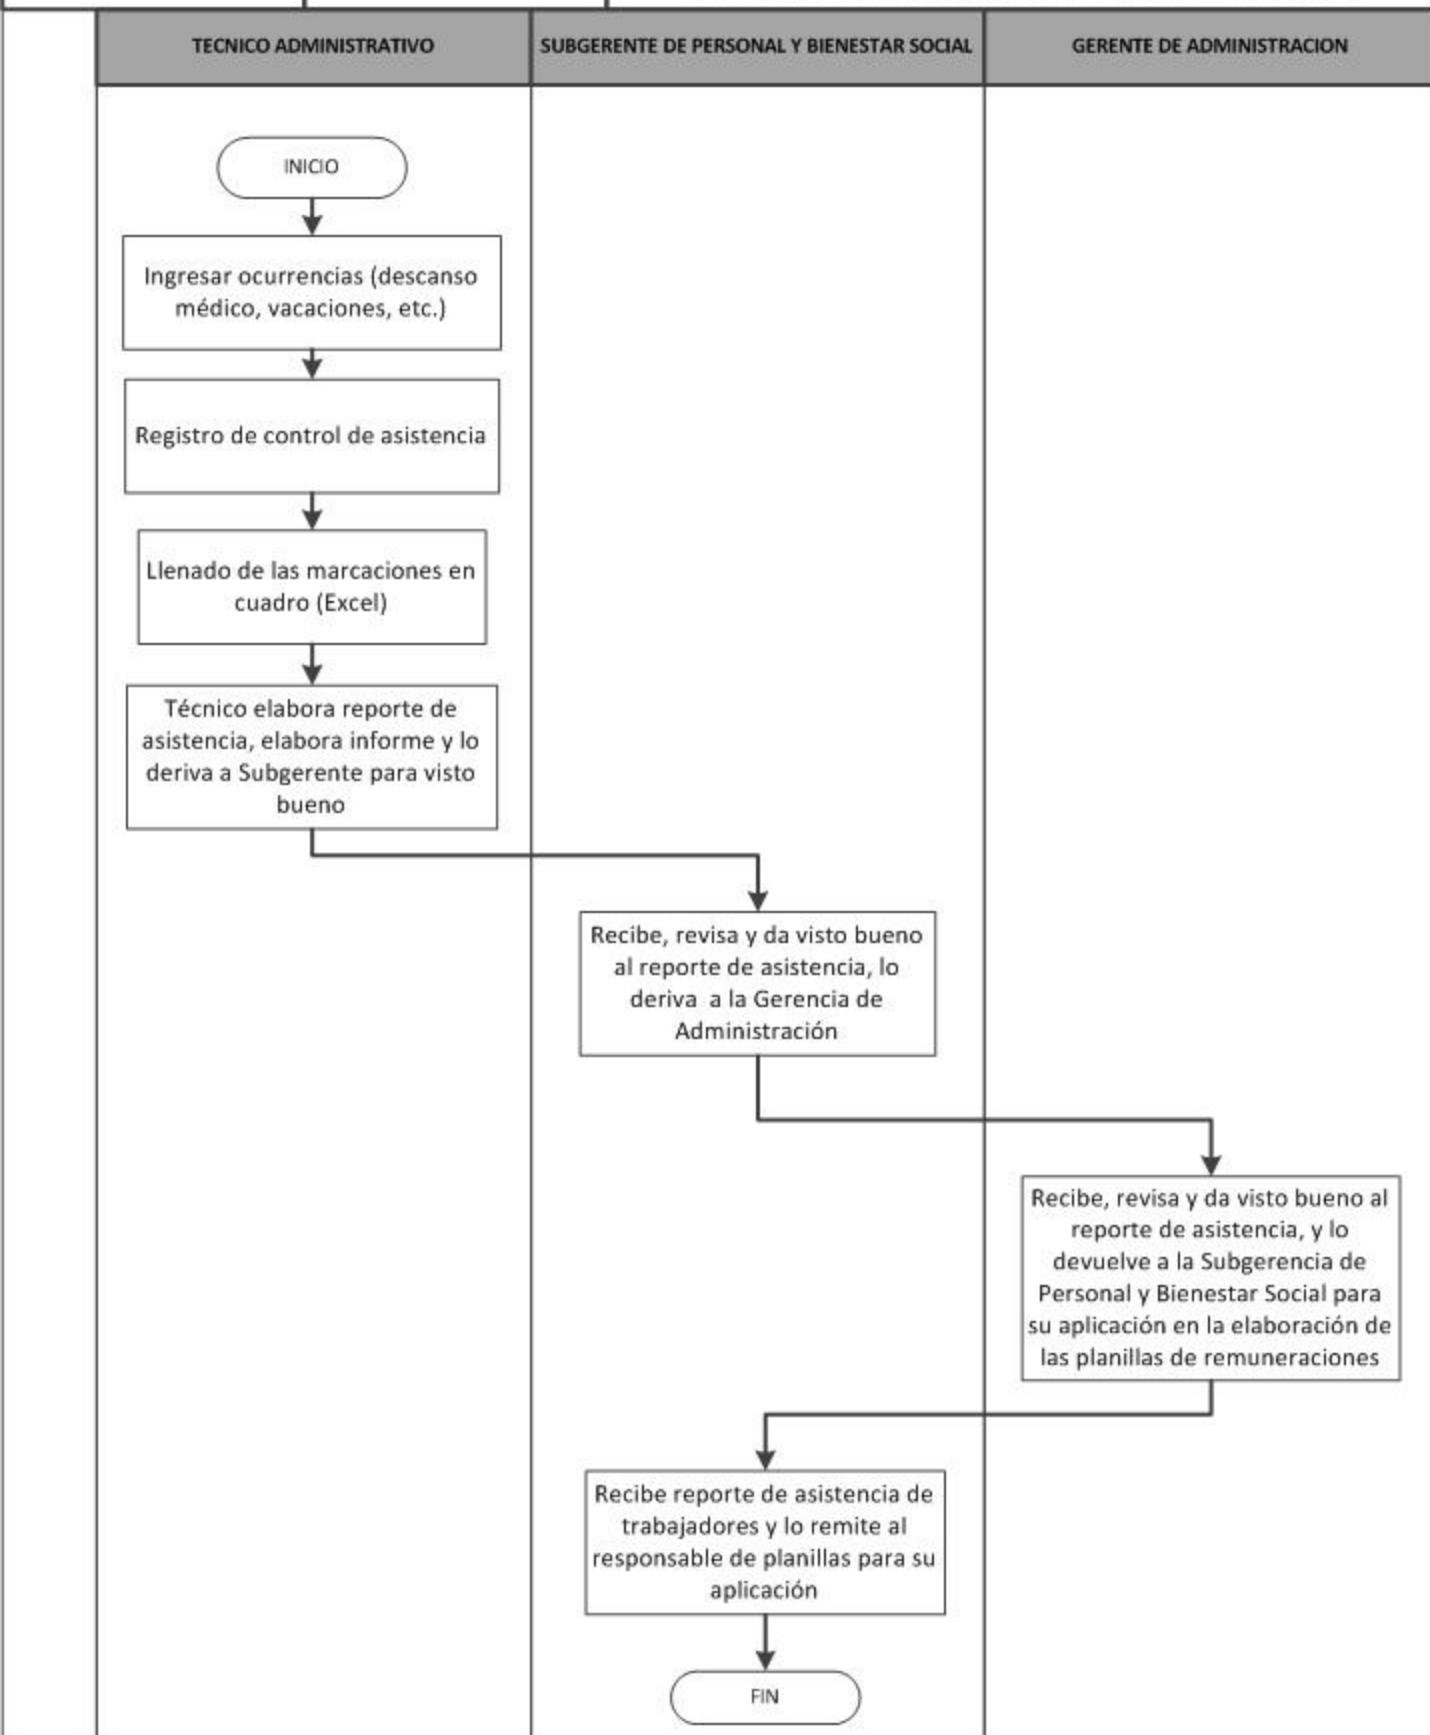 TECNICO ADMINISTRATIVO
SUBGERENTE DE PERSONAL Y BIENESTAR SOCIAL
GERENTE DE ADMINISTRACION
INICIO
Ingresar ocurrencias (descanso
médico, vacaciones, etc.)
Registro de control de asistencia
Llenado de las marcaciones en
cuadro (Excel)
Técnico elabora reporte de
asistencia, elabora informe y lo
deriva a Subgerente para visto
bueno
Recibe, revisa y da visto bueno
al reporte de asistencia, lo
deriva a la Gerencia de
Administración
Recibe, revisa y da visto bueno al
reporte de asistencia, y lo
devuelve a la Subgerencia de
Personal y Bienestar Social para
su aplicación en la elaboración de
las planillas de remuneraciones
Recibe reporte de asistencia de
trabajadores y lo remite al
responsable de planillas para su
aplicación
FIN